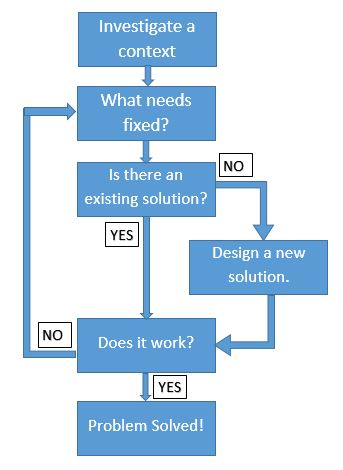 Investigate a
context
What needs
fixed?
Is there an
existing solution?
NO
YES
Design a new
solution.
NO
Does it work?
YES
Problem Solved!